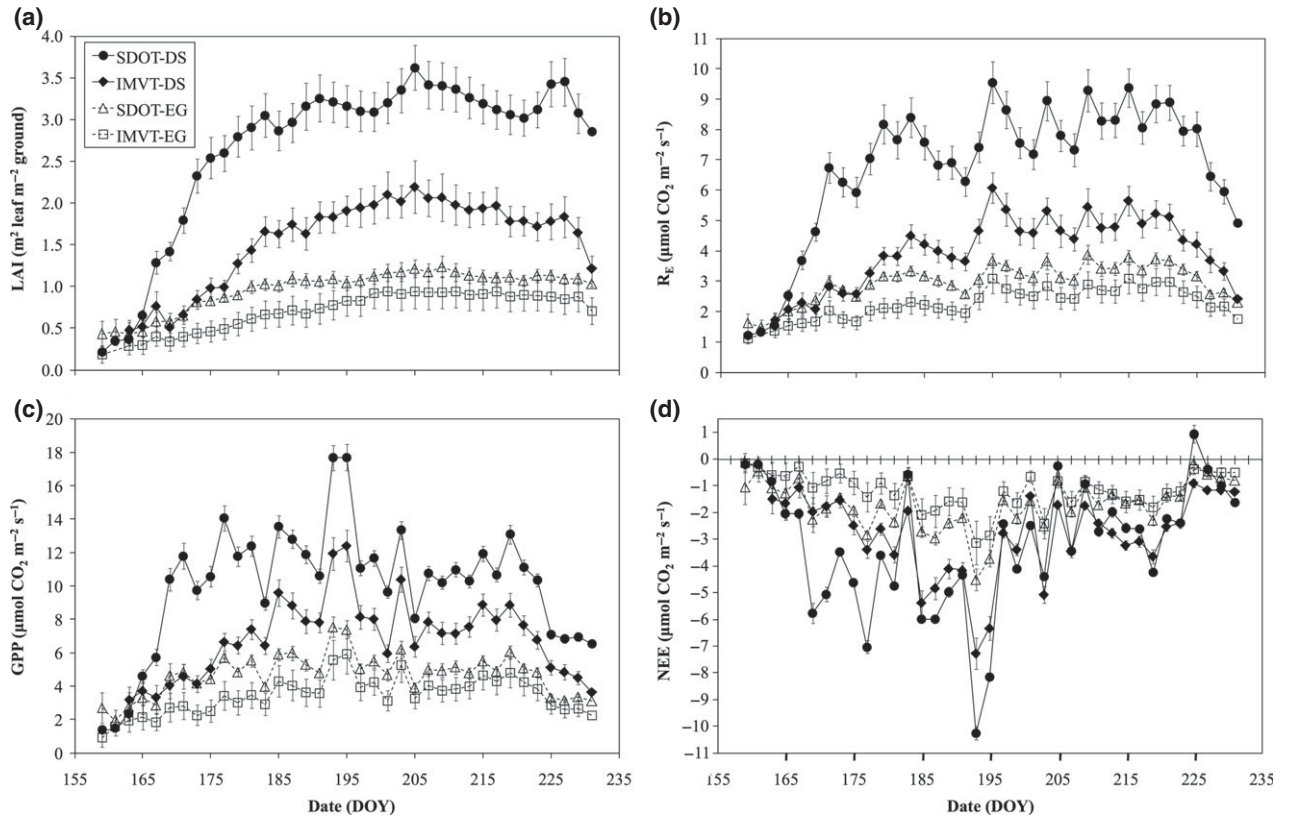 (a)
LAI (m² leaf m⁻² ground)
4.0
3.5
3.0
2.5
2.0
1.5
1.0
0.5
0.0
SDOT-DS
IMVT-DS
SDOT-EG
IMVT-EG
(b)
R_E (μmol CO₂ m⁻² s⁻¹)
11
10
9
8
7
6
5
4
3
2
1
0
(c)
GPP (μmol CO₂ m⁻² s⁻¹)
20
18
16
14
12
10
8
6
4
2
0
155 165 175 185 195 205 215 225 235
Date (DOY)
(d)
NEE (μmol CO₂ m⁻² s⁻¹)
1
0
−1
−2
−3
−4
−5
−6
−7
−8
−9
−10
−11
155 165 175 185 195 205 215 225 235
Date (DOY)